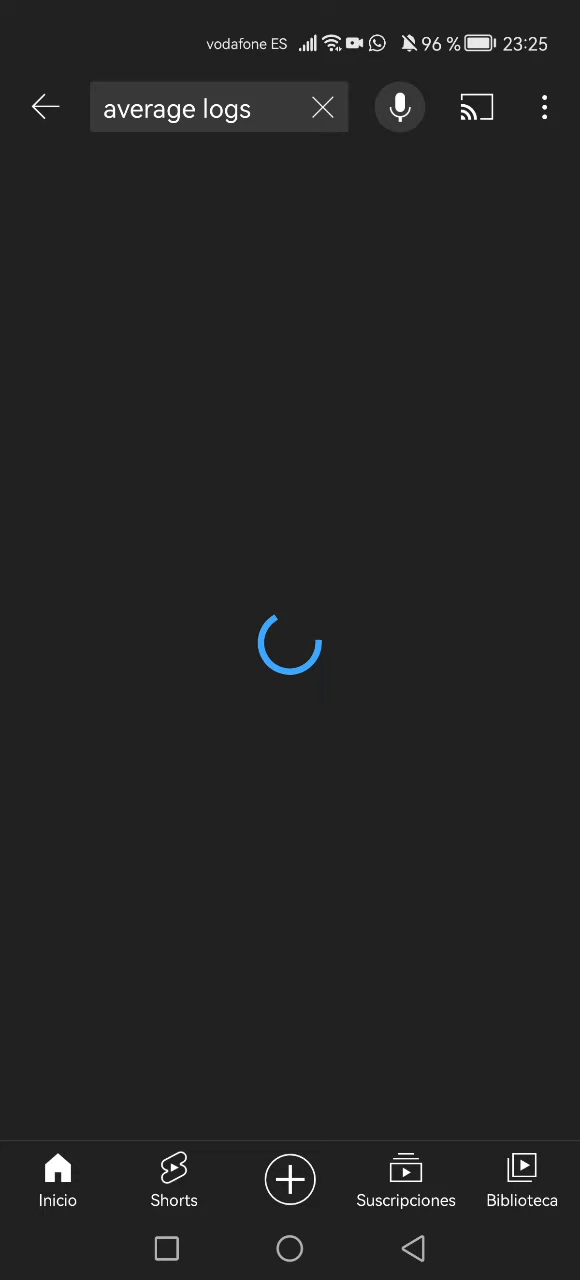 vodafone ES 96 % 23:25
average logs
Inicio
Shorts
Suscripciones
Biblioteca